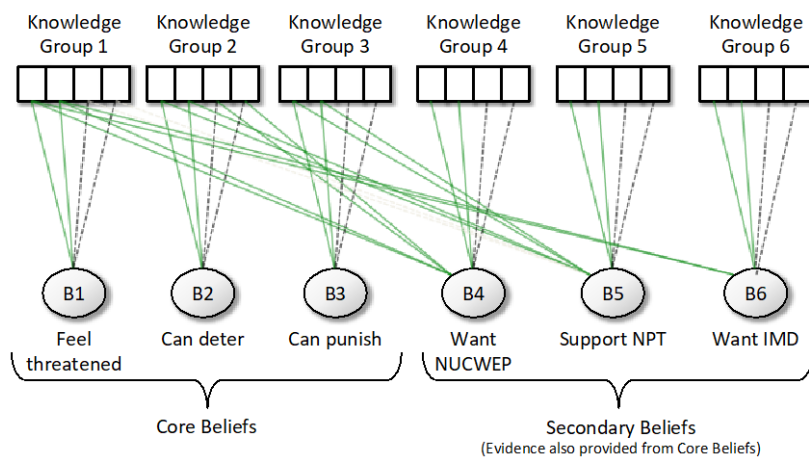 Knowledge Group 1
Knowledge Group 2
Knowledge Group 3
Knowledge Group 4
Knowledge Group 5
Knowledge Group 6
B1
B2
B3
B4
B5
B6
Feel threatened
Can deter
Can punish
Want NUCWEP
Support NPT
Want IMD
Core Beliefs
Secondary Beliefs
(Evidence also provided from Core Beliefs)